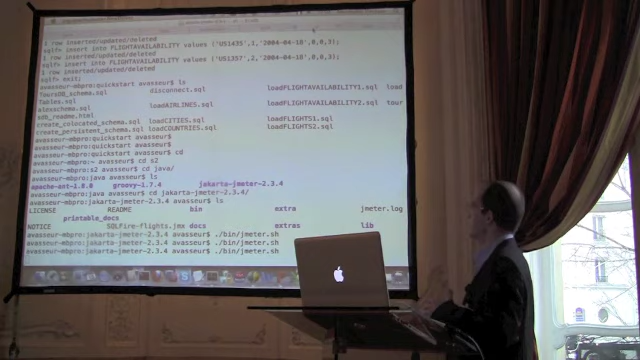 1 row inserted/updated/deleted
sqlf> insert into FLIGHTAVAILABILITY values ('US1435',1,'2004-04-18',0,0,3);
1 row inserted/updated/deleted
sqlf> insert into FLIGHTAVAILABILITY values ('US1357',2,'2004-04-18',0,0,3);
1 row inserted/updated/deleted
sqlf> exit;
avasseur-mbpro:quickstart avasseur$ ls
ToursDB_schema.sql disconnect.sql loadFLIGHTAVAILABILITY1.sql load
Tables.sql
loadAIRLINES.sql loadFLIGHTAVAILABILITY2.sql tour
sdb_readme.html
create_colocated_schema.sql loadCITIES.sql loadFLIGHTS1.sql
create_persistent_schema.sql loadCOUNTRIES.sql loadFLIGHTS2.sql
avasseur-mbpro:quickstart avasseur$
avasseur-mbpro:quickstart avasseur$
avasseur-mbpro:quickstart avasseur$ cd
avasseur-mbpro:~ avasseur$ cd s2
avasseur-mbpro:s2 avasseur$ cd java/
avasseur-mbpro:java avasseur$ ls
apache-ant-1.8.0 groovy-1.7.4 jakarta-jmeter-2.3.4
avasseur-mbpro:java avasseur$ cd jakarta-jmeter-2.3.4/
avasseur-mbpro:jakarta-jmeter-2.3.4 avasseur$ ls
LICENSE README bin extra jmeter.log
printable_docs
NOTICE SQLFire-flights.jmx docs extras lib
avasseur-mbpro:jakarta-jmeter-2.3.4 avasseur$ ./bin/jmeter.sh
avasseur-mbpro:jakarta-jmeter-2.3.4 avasseur$ ./bin/jmeter.sh
avasseur-mbpro:jakarta-jmeter-2.3.4 avasseur$ ./bin/jmeter.sh